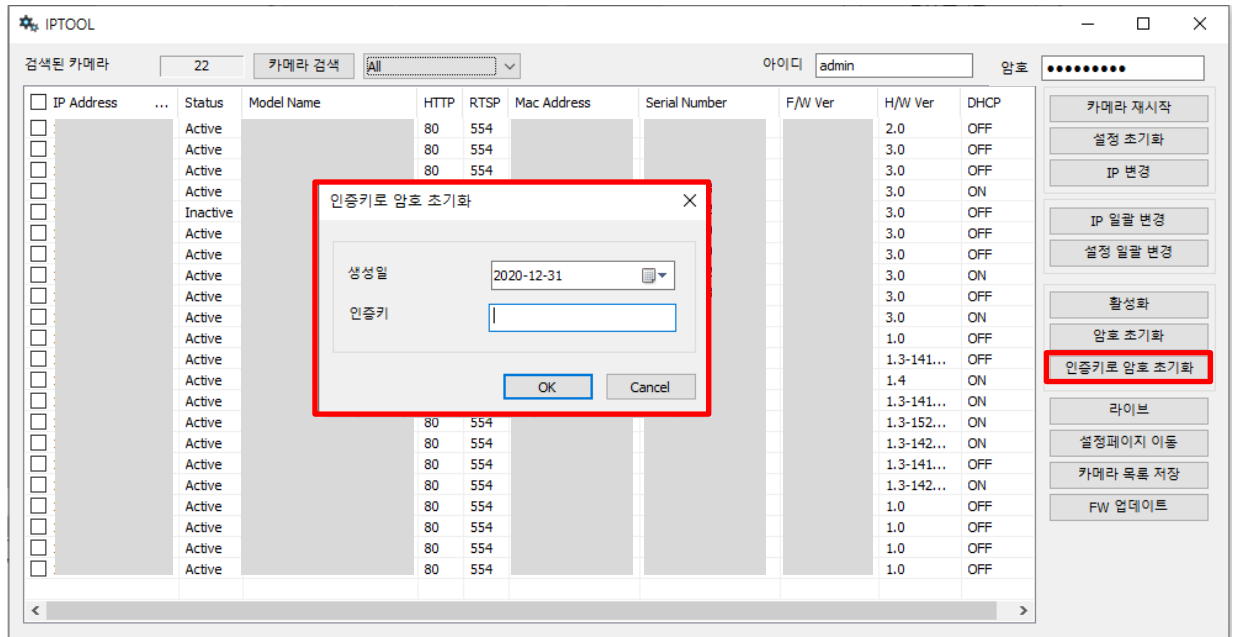 IPTOOL
검색된 카메라 22 카메라 검색 All 아이디 admin 암호 •••••••••
IP Address ... Status Model Name HTTP RTSP Mac Address Serial Number F/W Ver H/W Ver DHCP
Active 80 554 2.0 OFF
Active 80 554 3.0 OFF
Active 80 554 3.0 OFF
Active 3.0 ON
Inactive 3.0 OFF
Active 3.0 OFF
Active 3.0 OFF
Active 3.0 ON
Active 3.0 OFF
Active 3.0 ON
Active 1.0 OFF
Active 1.3-141... OFF
Active 1.4 ON
Active 1.3-141... ON
Active 80 554 1.3-152... ON
Active 80 554 1.3-142... ON
Active 80 554 1.3-141... OFF
Active 80 554 1.3-142... ON
Active 80 554 1.0 OFF
Active 80 554 1.0 OFF
Active 80 554 1.0 OFF
Active 80 554 1.0 OFF
인증키로 암호 초기화
생성일 2020-12-31
인증키
OK Cancel
카메라 재시작
설정 초기화
IP 변경
IP 일괄 변경
설정 일괄 변경
활성화
암호 초기화
인증키로 암호 초기화
라이브
설정페이지 이동
카메라 목록 저장
FW 업데이트